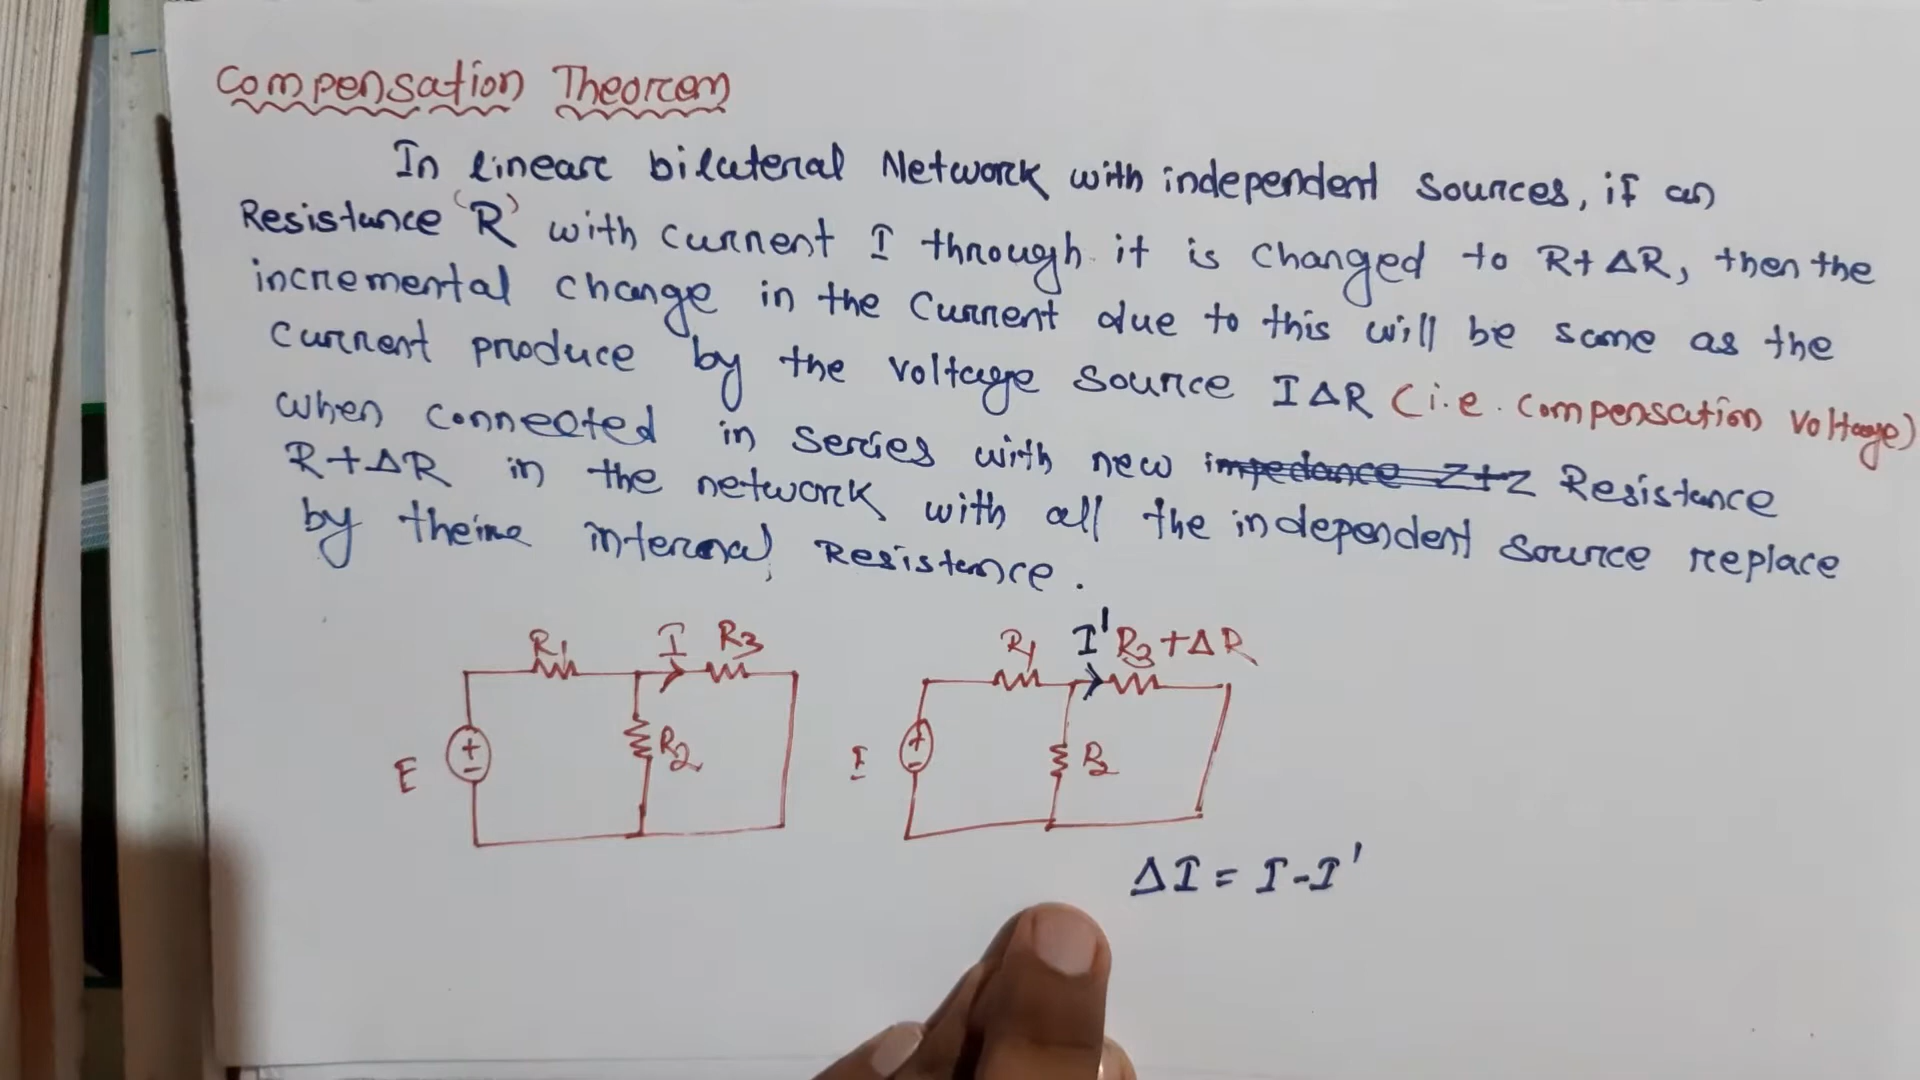 Compensation Theorem
In linear bilateral Network with independent sources, if an
Resistance 'R' with current I through it is changed to R+ΔR, then the
incremental change in the current due to this will be same as the
current produce by the voltage source IΔR (i.e. compensation voltage)
when connected in series with new impedance Z+Z Resistance
R+ΔR in the network with all the independent source replace
by theire internal Resistance.
R1 I R3
R1 I' R3+ΔR
E R2
R2
ΔI = I-I'